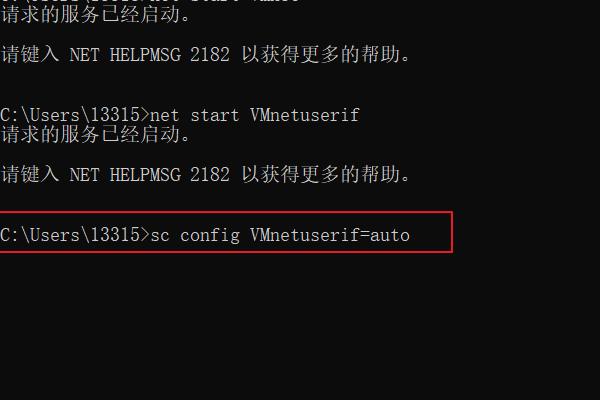 请求的服务已经启动。
请键入 NET HELPMSG 2182 以获得更多的帮助。
C:\Users\13315>net start VMnetuserif
请求的服务已经启动。
请键入 NET HELPMSG 2182 以获得更多的帮助。
C:\Users\13315>sc config VMnetuserif=auto